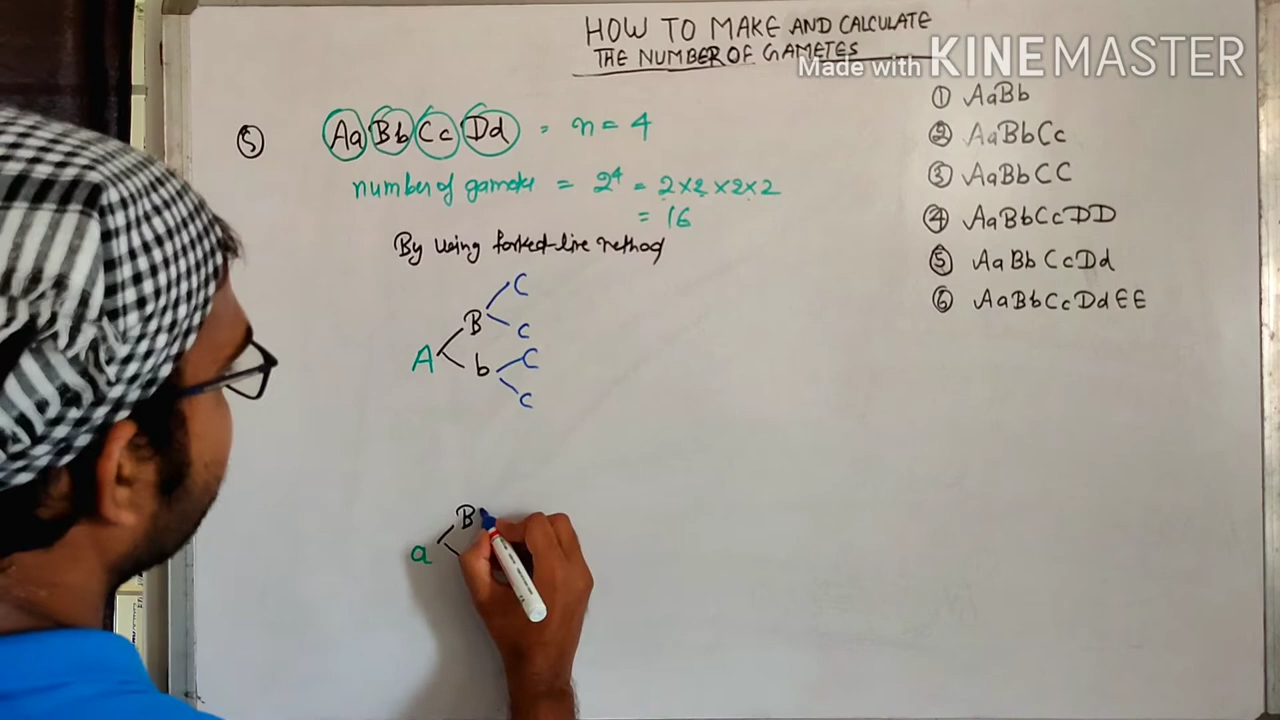 HOW TO MAKE AND CALCULATE
THE NUMBER OF GAMETES
Made with KINEMASTER
① AaBb
② AaBbCc
③ AaBbCC
④ AaBbCcDD
⑤ AaBbCcDd
⑥ AaBbCcDdEE
⑤ AaBbCcDd = n = 4
number of gamete = 2⁴ = 2×2×2×2
= 16
By using forked-line method
C
B
c
A
C
b
c
B
a